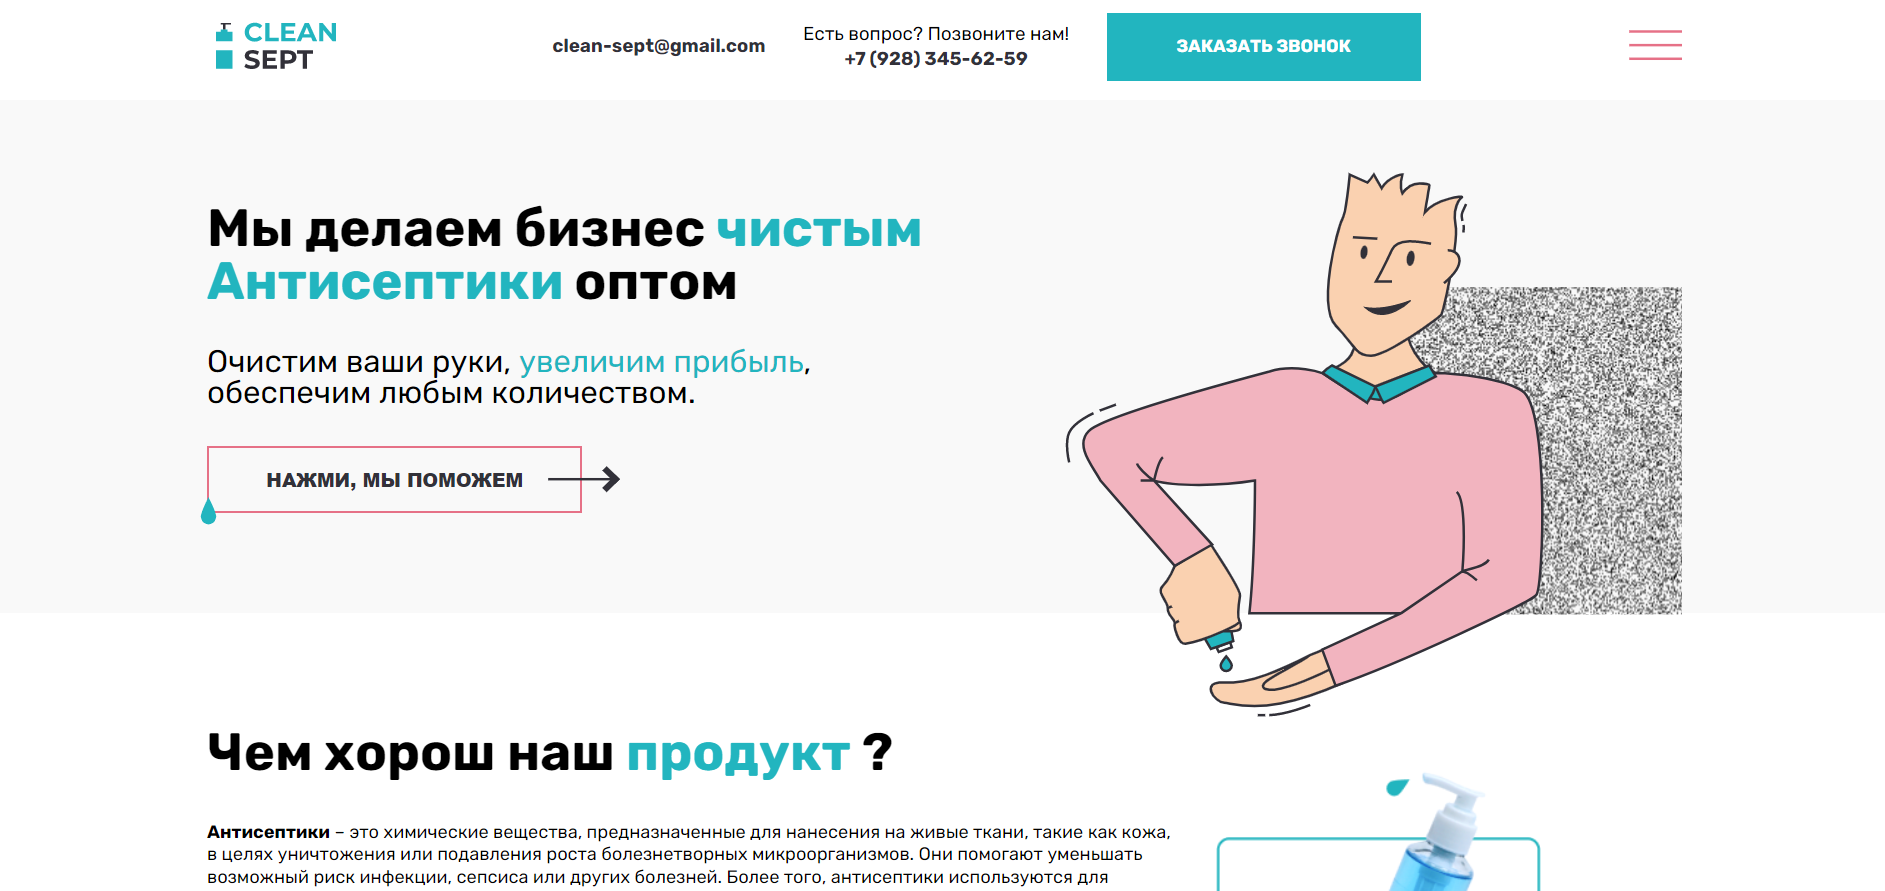 CLEAN
SEPT
clean-sept@gmail.com
Есть вопрос? Позвоните нам!
+7 (928) 345-62-59
ЗАКАЗАТЬ ЗВОНОК
Мы делаем бизнес чистым
Антисептики оптом
Очистим ваши руки, увеличим прибыль,
обеспечим любым количеством.
НАЖМИ, МЫ ПОМОЖЕМ
Чем хорош наш продукт ?
Антисептики – это химические вещества, предназначенные для нанесения на живые ткани, такие как кожа,
в целях уничтожения или подавления роста болезнетворных микроорганизмов. Они помогают уменьшать
возможный риск инфекции, сепсиса или других болезней. Более того, антисептики используются для